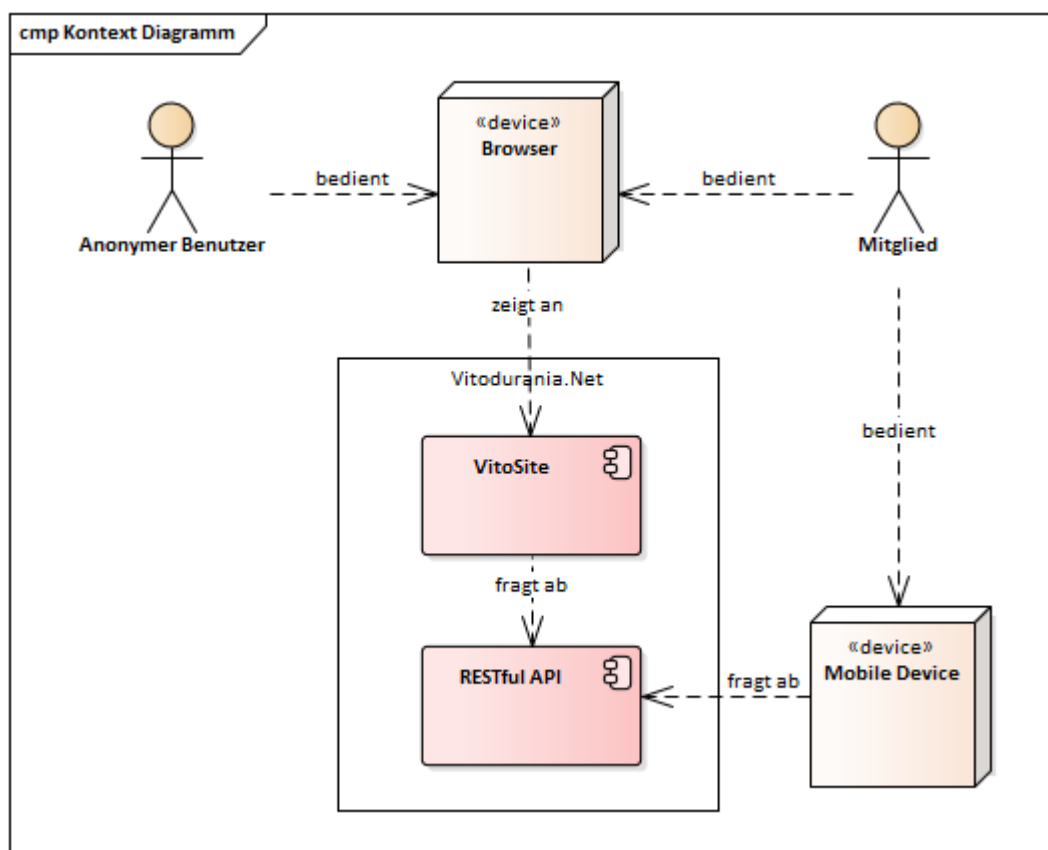 cmp Kontext Diagramm
«device»
Browser
bedient
bedient
Anonymer Benutzer
Mitglied
zeigt an
Vitodurania.Net
bedient
VitoSite
fragt ab
«device»
Mobile Device
RESTful API
fragt ab